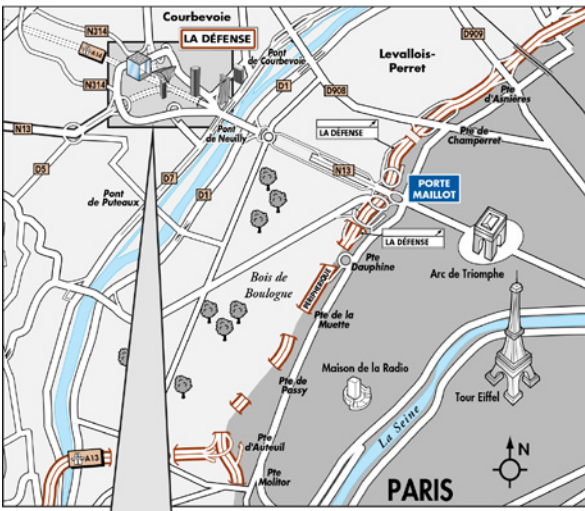 Courbevoie
N314
A14
LA DÉFENSE
N314
Pont
de Courbevoie
Levallois-
Perret
D909
D1
D908
Pte
d'Asnières
N13
Pont
de Neuilly
LA DÉFENSE
Pte de
Champerret
N13
D5
D7
D1
Pont
de Puteaux
PORTE
MAILLOT
LA DÉFENSE
Pte
Dauphine
Arc de Triomphe
Bois de
Boulogne
PÉRIPHÉRIQUE
Pte de la
Muette
Maison de la Radio
Pte de
Passy
Tour Eiffel
La Seine
Pte
d'Auteuil
A13
Pte
Molitor
N
PARIS